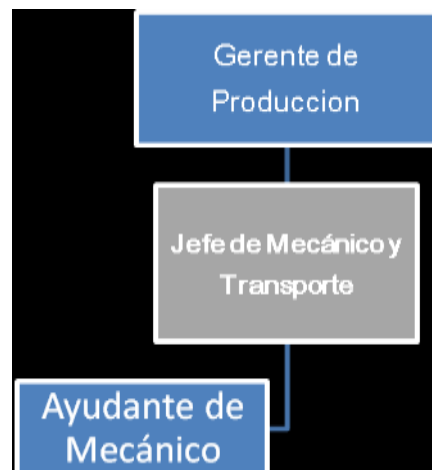 Gerente de
Produccion
Jefe de Mecánico y
Transporte
Ayudante de
Mecánico